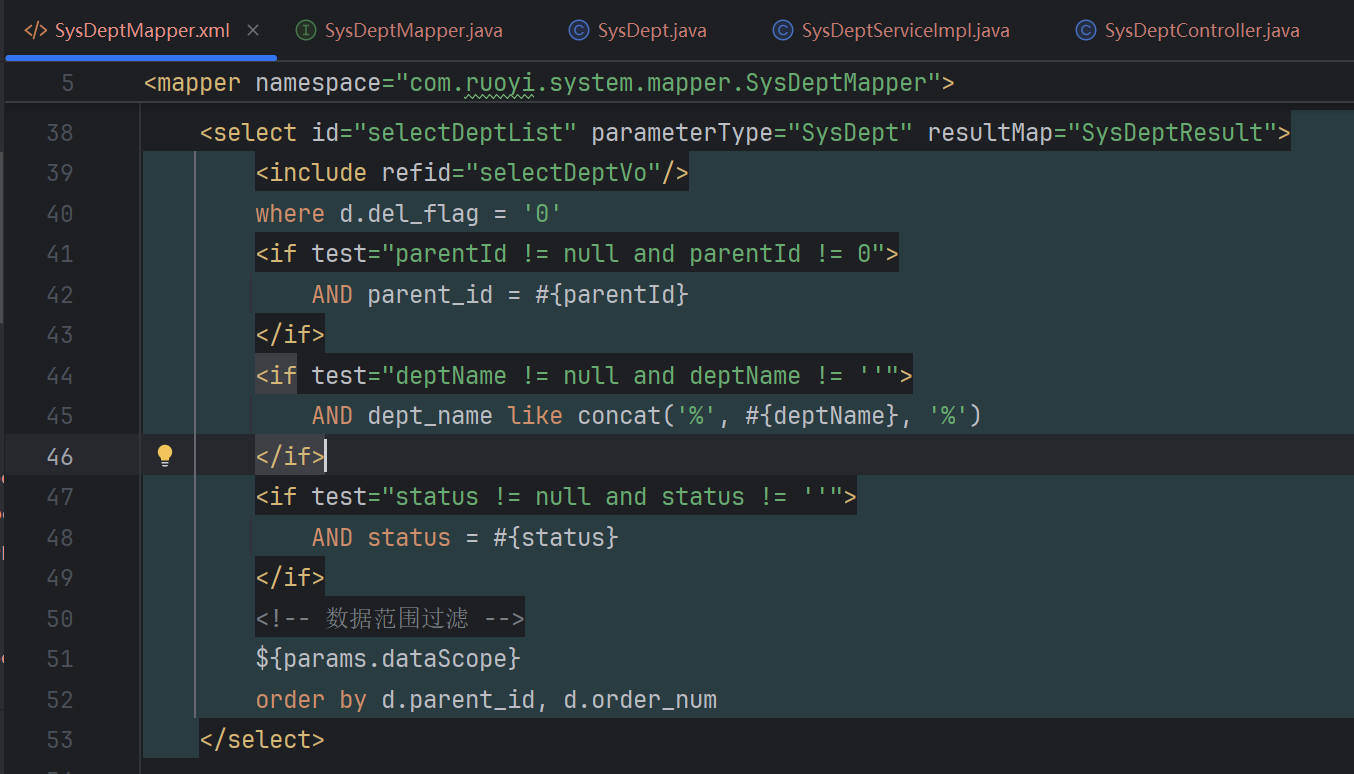 </> SysDeptMapper.xml × I SysDeptMapper.java C SysDept.java C SysDeptServiceImpl.java C SysDeptController.java
5 <mapper namespace="com.ruoyi.system.mapper.SysDeptMapper">
38 <select id="selectDeptList" parameterType="SysDept" resultMap="SysDeptResult">
39 <include refid="selectDeptVo"/>
40 where d.del_flag = '0'
41 <if test="parentId != null and parentId != 0">
42 AND parent_id = #{parentId}
43 </if>
44 <if test="deptName != null and deptName != ''">
45 AND dept_name like concat('%', #{deptName}, '%')
46 </if>
47 <if test="status != null and status != ''">
48 AND status = #{status}
49 </if>
50 <!-- 数据范围过滤 -->
51 ${params.dataScope}
52 order by d.parent_id, d.order_num
53 </select>